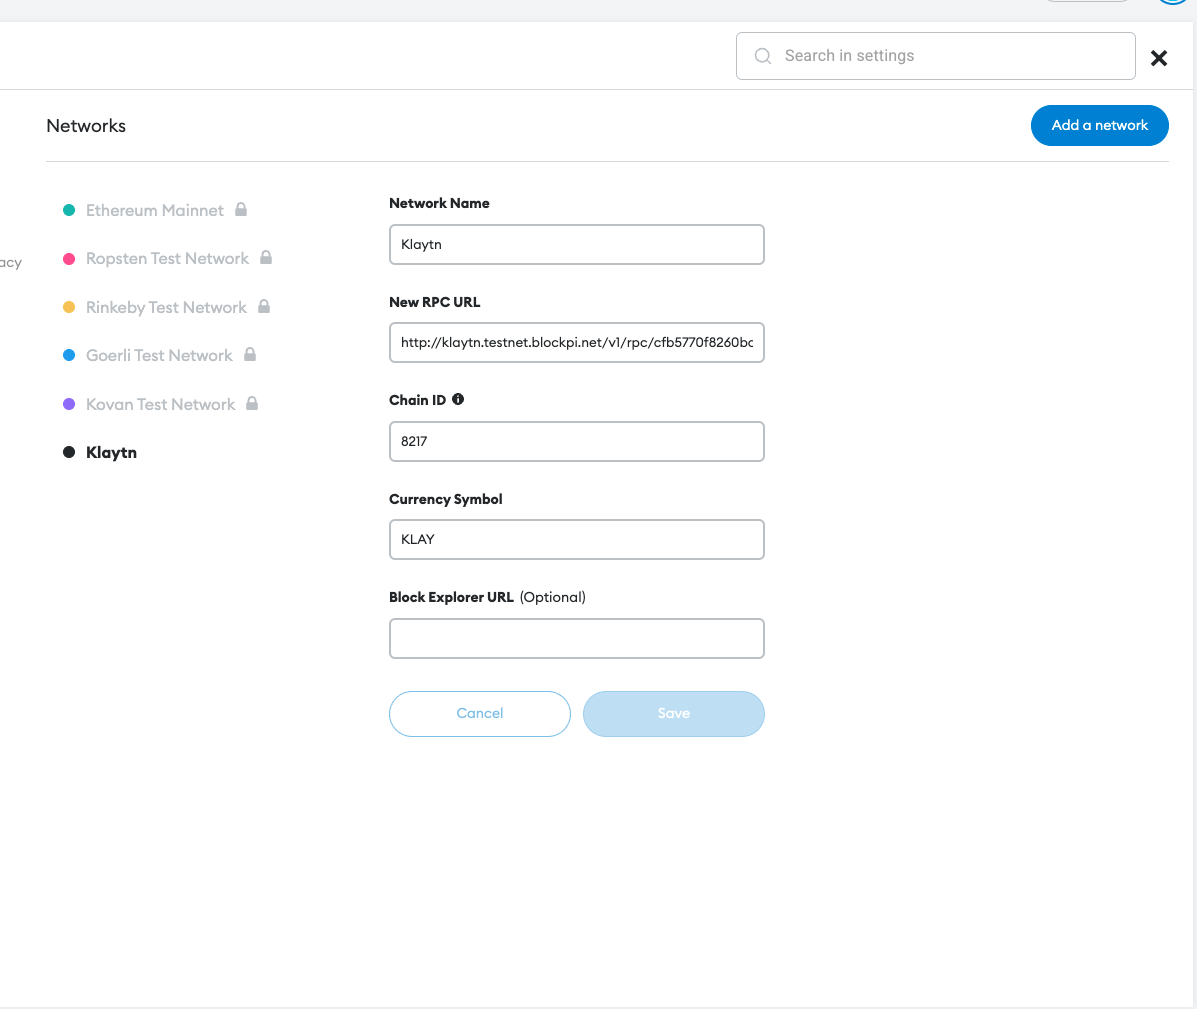 Search in settings
Networks
Add a network
acy
Ethereum Mainnet
Ropsten Test Network
Rinkeby Test Network
Goerli Test Network
Kovan Test Network
Klaytn
Network Name
Klaytn
New RPC URL
http://klaytn.testnet.blockpi.net/v1/rpc/cfb5770f8260bc
Chain ID
8217
Currency Symbol
KLAY
Block Explorer URL (Optional)
Cancel
Save